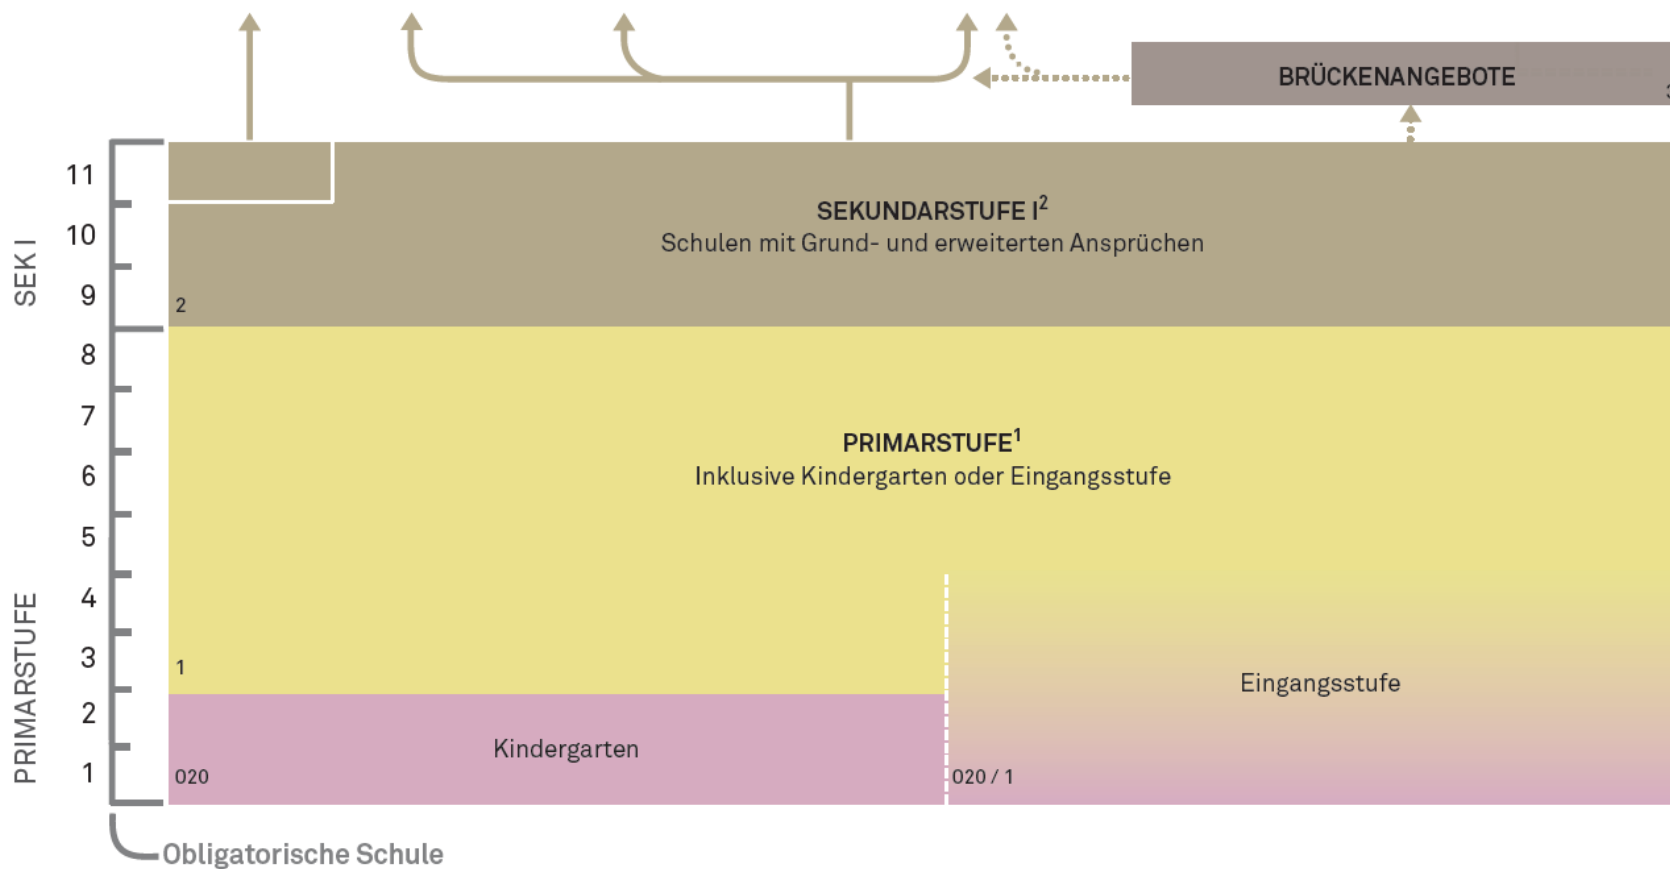 BRÜCKENANGEBOTE
3
11
10
9
SEK I
SEKUNDARSTUFE I²
Schulen mit Grund- und erweiterten Ansprüchen
2
8
7
6
5
4
3
2
1
PRIMARSTUFE
PRIMARSTUFE¹
Inklusive Kindergarten oder Eingangsstufe
1
Kindergarten
020
Eingangsstufe
020 / 1
Obligatorische Schule